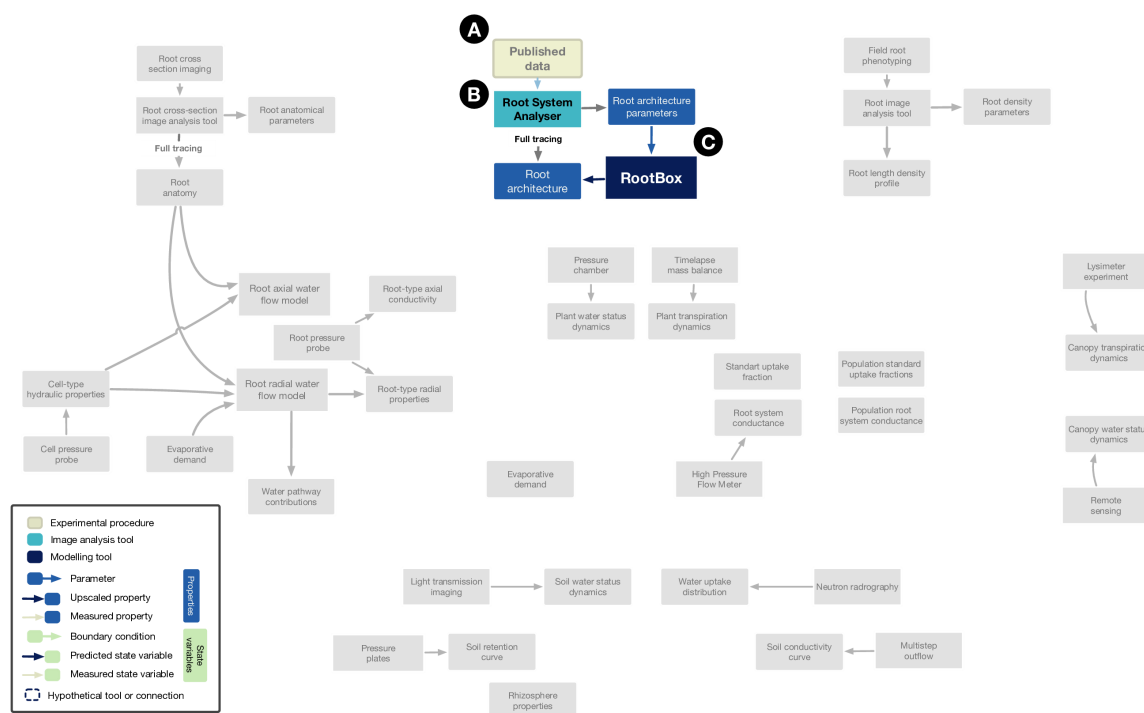 A
Published
data
B
Root System
Analyser
Root architecture
parameters
Full tracing
C
Root
architecture
RootBox
Root cross
section imaging
Root cross-section
image analysis tool
Root anatomical
parameters
Full tracing
Root
anatomy
Field root
phenotyping
Root image
analysis tool
Root density
parameters
Root length density
profile
Root axial water
flow model
Root-type axial
conductivity
Root pressure
probe
Cell-type
hydraulic properties
Root radial water
flow model
Root-type radial
properties
Cell pressure
probe
Evaporative
demand
Water pathway
contributions
Pressure
chamber
Timelapse
mass balance
Plant water status
dynamics
Plant transpiration
dynamics
Standart uptake
fraction
Population standard
uptake fractions
Root system
conductance
Population root
system conductance
Evaporative
demand
High Pressure
Flow Meter
Lysimeter
experiment
Canopy transpiration
dynamics
Canopy water status
dynamics
Remote
sensing
Light transmission
imaging
Soil water status
dynamics
Water uptake
distribution
Neutron radiography
Pressure
plates
Soil retention
curve
Soil conductivity
curve
Multistep
outflow
Rhizosphere
properties
Experimental procedure
Image analysis tool
Modelling tool
Parameter
Upscaled property
Measured property
Properties
Boundary condition
Predicted state variable
Measured state variable
State
variables
Hypothetical tool or connection